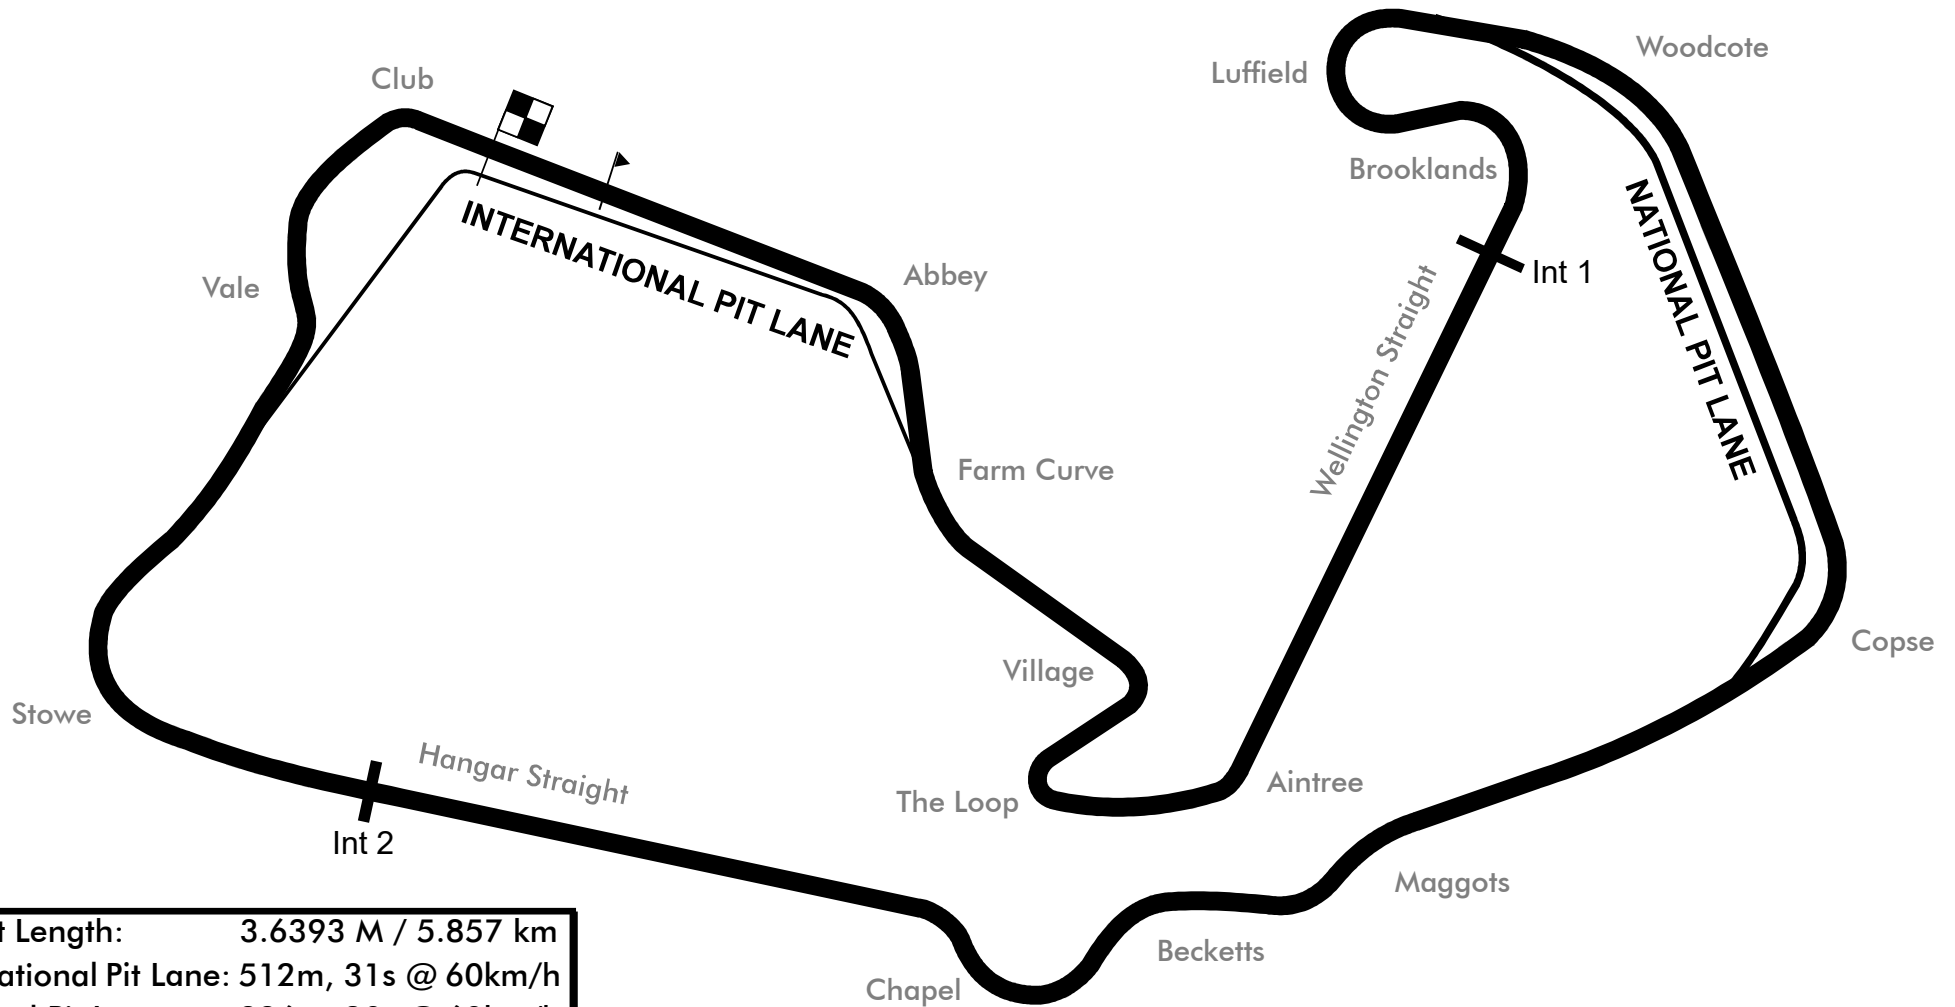 Woodcote
Club
Luffield
Brooklands
INTERNATIONAL PIT LANE
NATIONAL PIT LANE
Abbey
Int 1
Vale
Wellington Straight
Farm Curve
Copse
Village
Stowe
Hangar Straight
Aintree
The Loop
Int 2
Maggots
Becketts
Chapel
t Length: 3.6393 M / 5.857 km
ational Pit Lane: 512m, 31s @ 60km/h